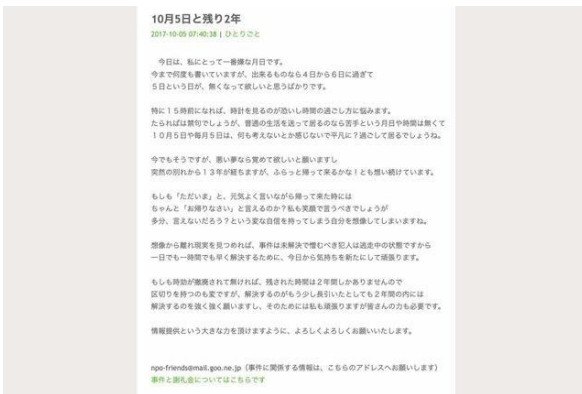 10月5日と残り2年
2017-10-05 07:40:38 | ひとりごと
今日は、私にとって一番嫌な月日です。
今まで何度も書いていますが、出来るものなら４日から６日に過ぎて
５日という日が、無くなって欲しいと思うばかりです。
特に１５時前になれば、時計を見るのが恐いし時間の過ごし方に悩みます。
たらればは禁句でしょうが、普通の生活を送って居るのなら苦手という月日や時間は無くて
１０月５日や毎月５日は、何も考えないとか感じないで平凡に？過ごして居るでしょうね。
今でもそうですが、悪い夢なら覚めて欲しいと願いますし
突然の別れから１３年が経ちますが、ふらっと帰って来るかな！とも想い続けています。
もしも「ただいま」と、元気よく言いながら帰って来た時には
ちゃんと「お帰りなさい」と言えるのか？私も笑顔で言うべきでしょうが
多分、言えないだろう？という変な自信を持ってしまう自分を想像してしまいますね。
想像から離れ現実を見つめれば、事件は未解決で憎むべき犯人は逃走中の状態ですから
一日でも一時間でも早く解決するために、今日から気持ちを新たにして頑張ります。
もしも時効が撤廃されて無ければ、残された時間は２年間しかありませんので
区切りを持つのも変ですが、解決するのがもう少し長引いたとしても２年間の内には
解決するのを強く強く願いますし、そのためには私も頑張りますが皆さんの力も必要です。
情報提供という大きな力を頂けますように、よろしくよろしくお願いいたします。
npo-friends@mail.goo.ne.jp（事件に関係する情報は、こちらのアドレスへお願いします）
事件と謝礼金についてはこちらです